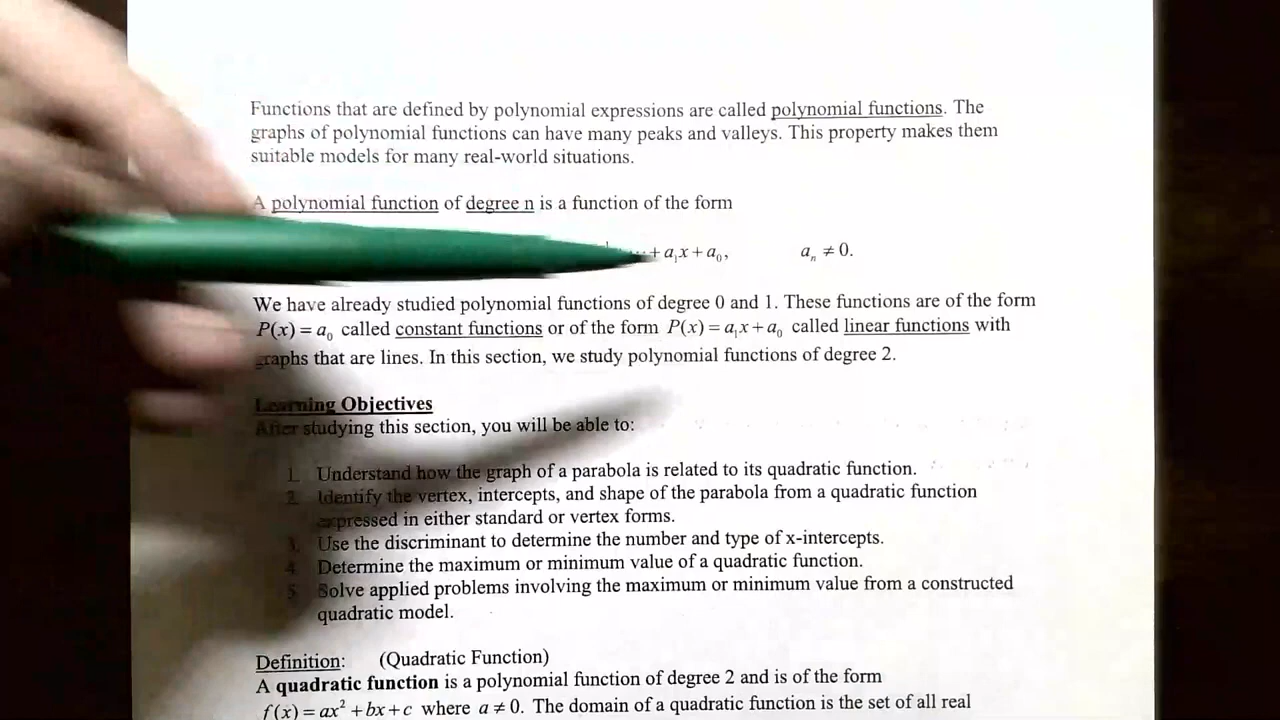 Functions that are defined by polynomial expressions are called polynomial functions. The
graphs of polynomial functions can have many peaks and valleys. This property makes them
suitable models for many real-world situations.
A polynomial function of degree n is a function of the form
+ a₁x + a₀, aₙ ≠ 0.
We have already studied polynomial functions of degree 0 and 1. These functions are of the form
P(x) = a₀ called constant functions or of the form P(x) = a₁x + a₀ called linear functions with
graphs that are lines. In this section, we study polynomial functions of degree 2.
Learning Objectives
After studying this section, you will be able to:
1. Understand how the graph of a parabola is related to its quadratic function.
2. Identify the vertex, intercepts, and shape of the parabola from a quadratic function
expressed in either standard or vertex forms.
3. Use the discriminant to determine the number and type of x-intercepts.
4. Determine the maximum or minimum value of a quadratic function.
5. Solve applied problems involving the maximum or minimum value from a constructed
quadratic model.
Definition: (Quadratic Function)
A quadratic function is a polynomial function of degree 2 and is of the form
f(x) = ax² + bx + c where a ≠ 0. The domain of a quadratic function is the set of all real